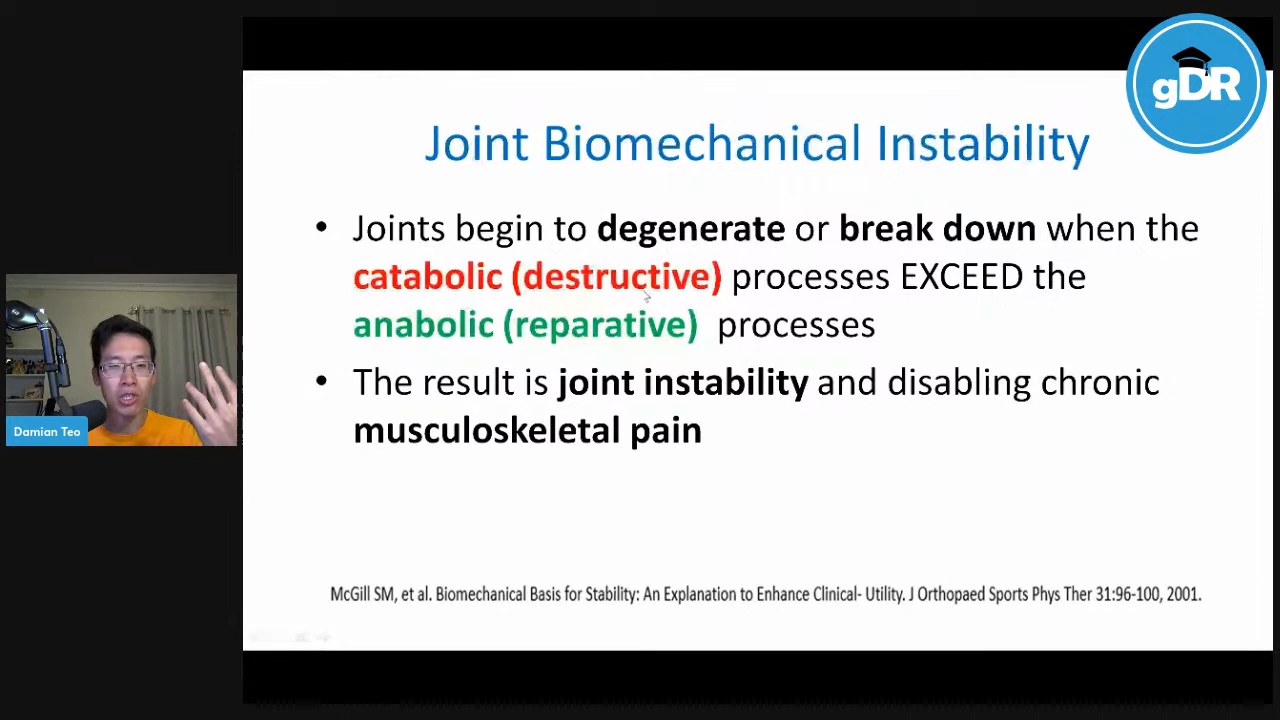 gDR
Joint Biomechanical Instability
• Joints begin to degenerate or break down when the
catabolic (destructive) processes EXCEED the
anabolic (reparative) processes
• The result is joint instability and disabling chronic
musculoskeletal pain
Damian Teo
McGill SM, et al. Biomechanical Basis for Stability: An Explanation to Enhance Clinical- Utility. J Orthopaed Sports Phys Ther 31:96-100, 2001.